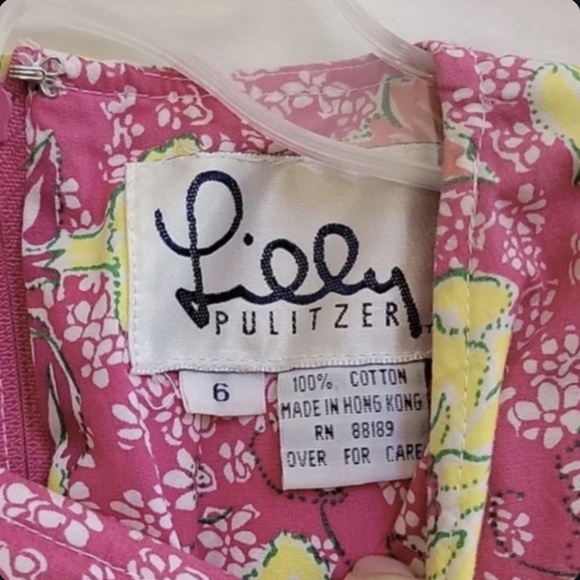 Lilly
PULITZER
6
100% COTTON
MADE IN HONG KONG
RN 88189
OVER FOR CARE